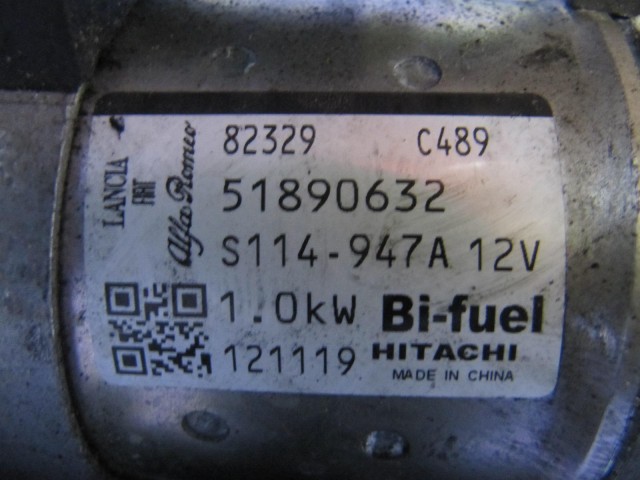 82329 C489
51890632
S114-947A 12V
1.0kW Bi-fuel
121119 HITACHI
MADE IN CHINA
LANCIA
FIAT
Alfa Romeo